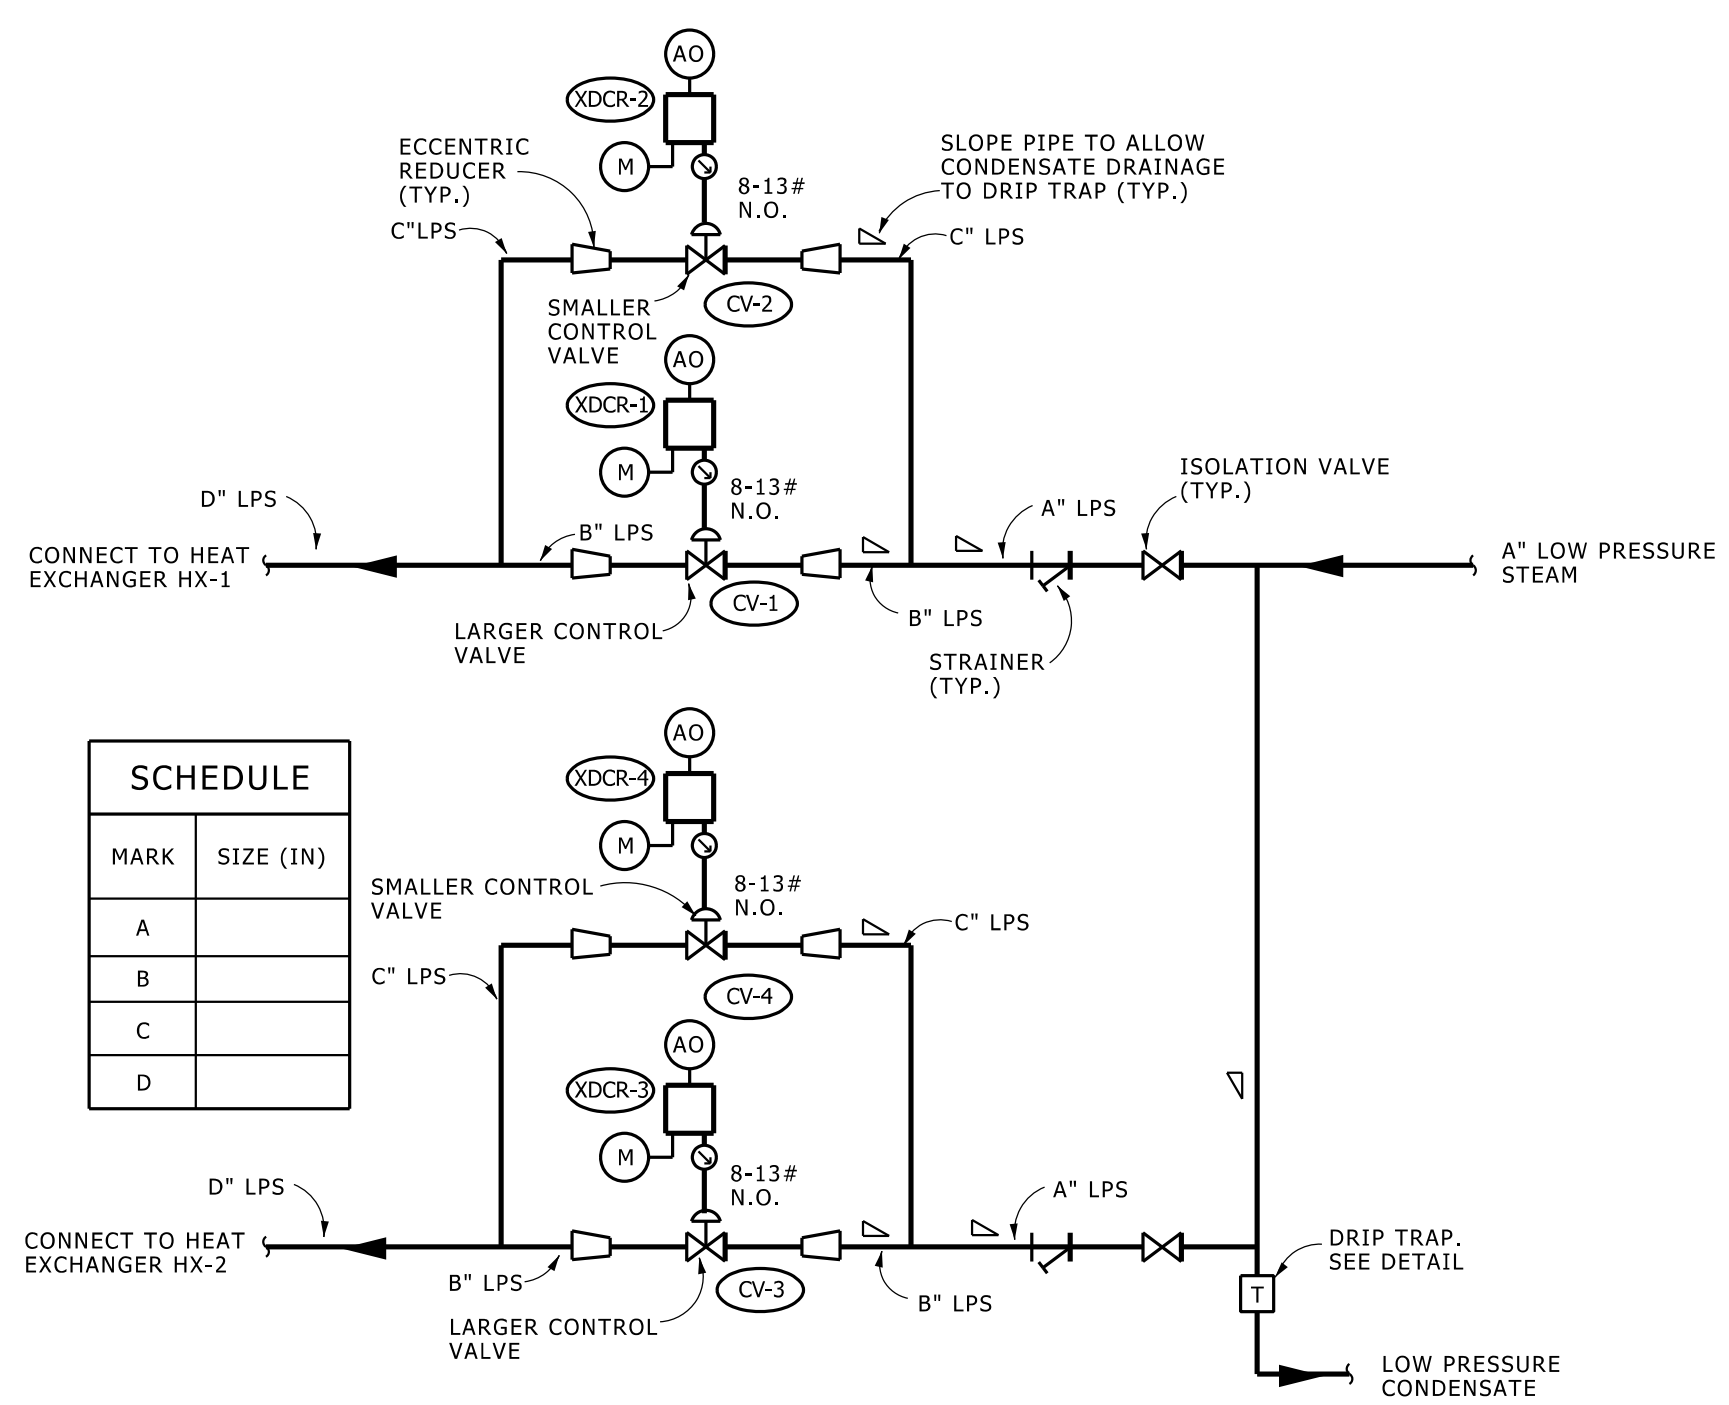 AO
XDCR-2
M
8-13#
N.O.
ECCENTRIC
REDUCER
(TYP.)
SLOPE PIPE TO ALLOW
CONDENSATE DRAINAGE
TO DRIP TRAP (TYP.)
C"LPS
C" LPS
SMALLER
CONTROL
VALVE
CV-2
AO
XDCR-1
M
8-13#
N.O.
ISOLATION VALVE
(TYP.)
D" LPS
B" LPS
A" LPS
CONNECT TO HEAT
EXCHANGER HX-1
A" LOW PRESSURE
STEAM
CV-1
B" LPS
LARGER CONTROL
VALVE
STRAINER
(TYP.)
SCHEDULE
MARK SIZE (IN)
A
B
C
D
AO
XDCR-4
M
SMALLER CONTROL
VALVE
8-13#
N.O.
C" LPS
C" LPS
CV-4
AO
XDCR-3
M
8-13#
N.O.
D" LPS
A" LPS
CONNECT TO HEAT
EXCHANGER HX-2
B" LPS
CV-3
B" LPS
LARGER CONTROL
VALVE
DRIP TRAP.
SEE DETAIL
T
LOW PRESSURE
CONDENSATE